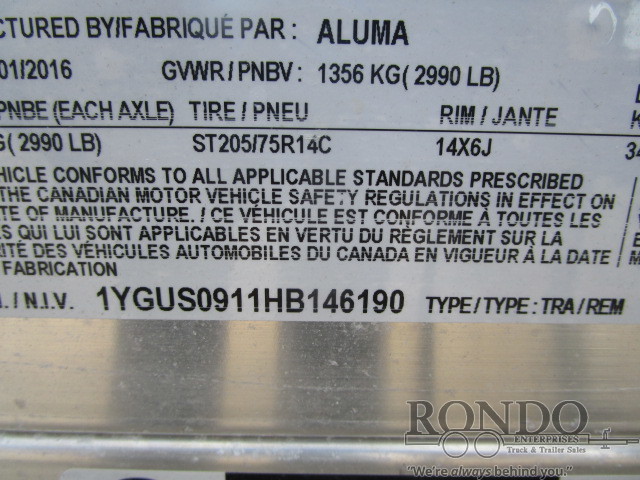 CTURED BY/FABRIQUÉ PAR: ALUMA
01/2016 GVWR / PNBV: 1356 KG( 2990 LB)
PNBE (EACH AXLE) TIRE / PNEU RIM / JANTE
G( 2990 LB) ST205/75R14C 14X6J 34
HICLE CONFORMS TO ALL APPLICABLE STANDARDS PRESCRIBED
THE CANADIAN MOTOR VEHICLE SAFETY REGULATIONS IN EFFECT ON
TE OF MANUFACTURE. / CE VÉHICULE EST CONFORME À TOUTES LES
ES QUI LUI SONT APPLICABLES EN VERTU DU RÈGLEMENT SUR LA
RITÉ DES VÉHICULES AUTOMOBILES DU CANADA EN VIGUEUR À LA DATE
FABRICATION
/ N.I.V. 1YGUS0911HB146190 TYPE / TYPE: TRA / REM
RONDO
ENTERPRISES
Truck & Trailer Sales
"We're always behind you."